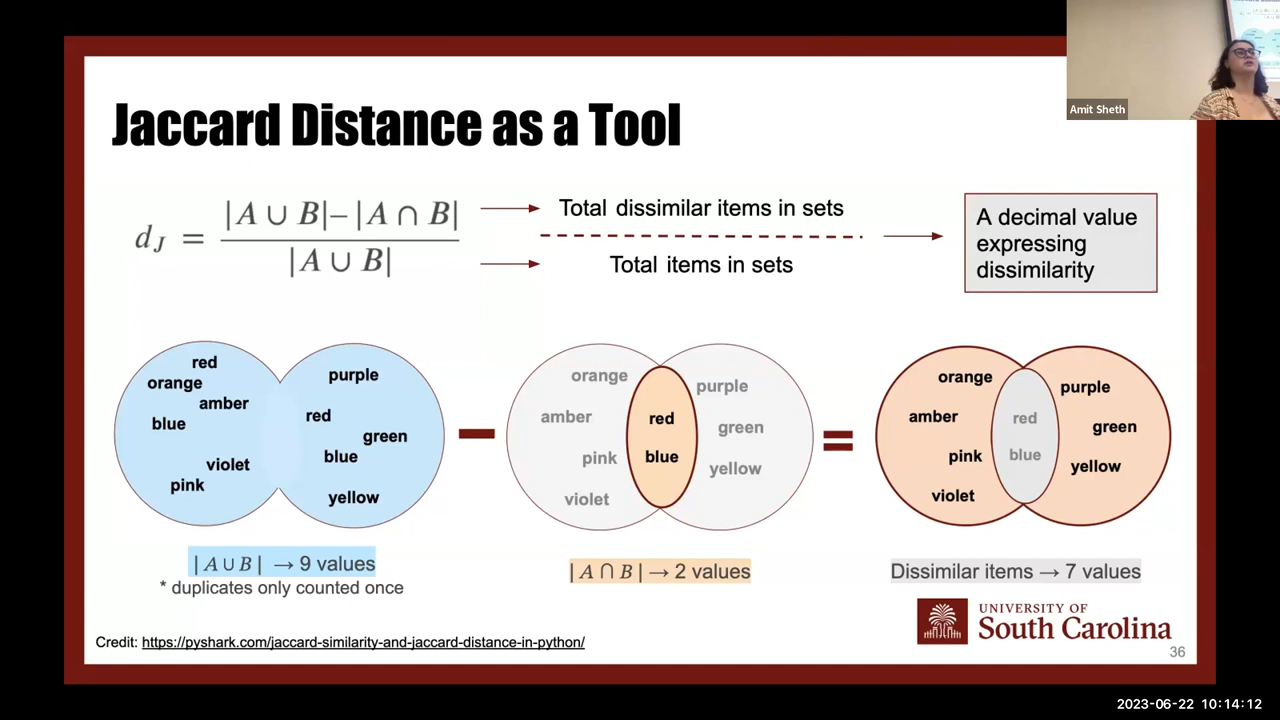 Amit Sheth
Jaccard Distance as a Tool
d_J = |A ∪ B|– |A ∩ B|
|A ∪ B|
Total dissimilar items in sets
Total items in sets
A decimal value
expressing
dissimilarity
red
orange
amber
blue
violet
pink
purple
red
green
blue
yellow
orange
amber
pink
violet
red
blue
purple
green
yellow
=
orange
amber
pink
violet
red
blue
purple
green
yellow
| A ∪ B | → 9 values
* duplicates only counted once
| A ∩ B | → 2 values
Dissimilar items → 7 values
UNIVERSITY OF
South Carolina
Credit: https://pyshark.com/jaccard-similarity-and-jaccard-distance-in-python/
36
2023-06-22 10:14:12